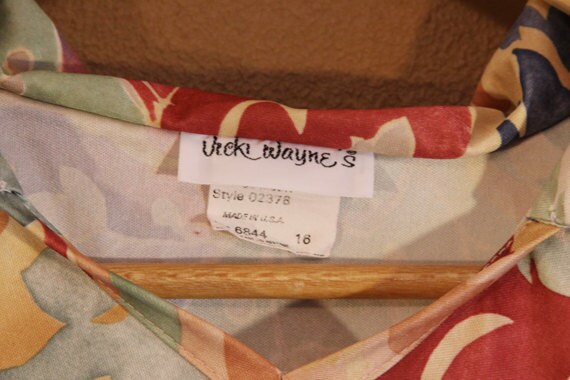 Vicki Wayne's
Style 02378
MADE IN U.S.A.
6844 16